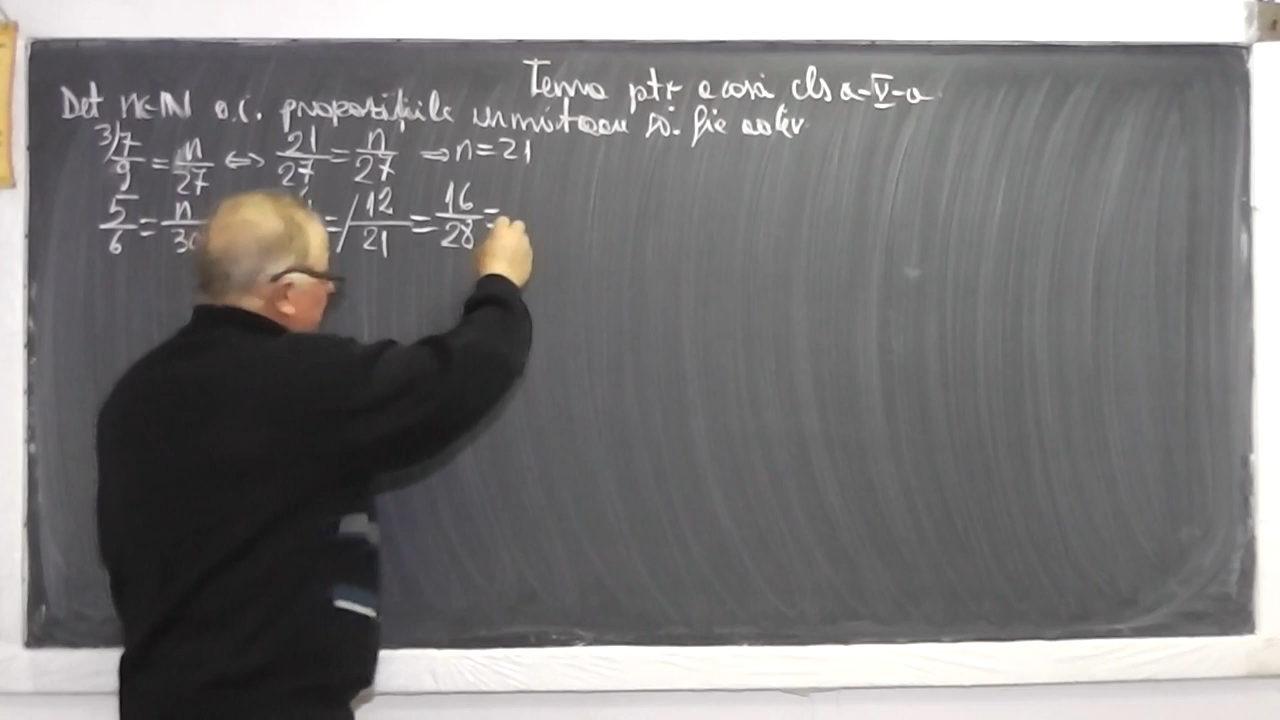 Tema ptr acasă cls a-V-a
Det n∈N a.î. propozițiile următoare să fie adev.
3/7/9 = n/27 ⇔ 21/27 = n/27 ⇒ n=21
5/6 = n/30 = 12/21 = 16/28 =